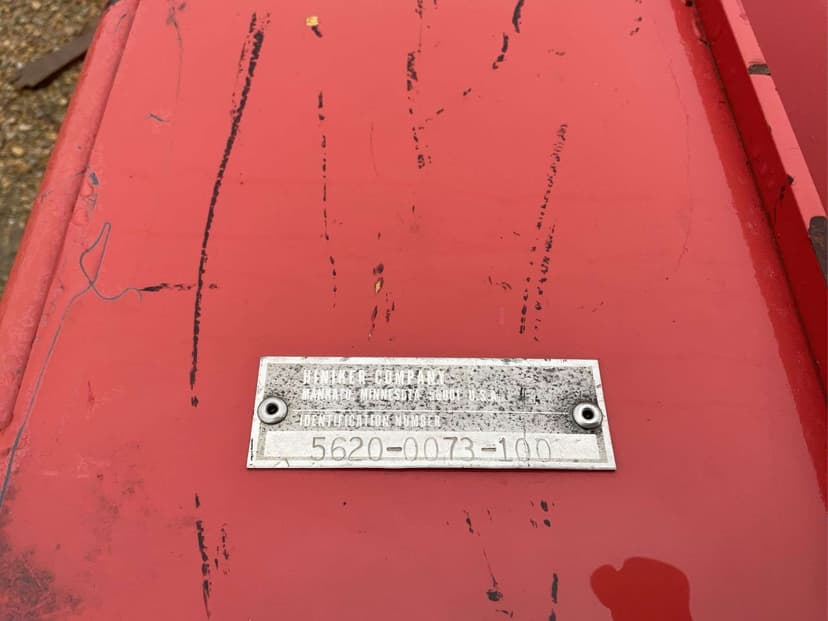 HINIKER COMPANY
MANKATO, MINNESOTA, 56001 U.S.A.
IDENTIFICATION NUMBER
5620-0073-100